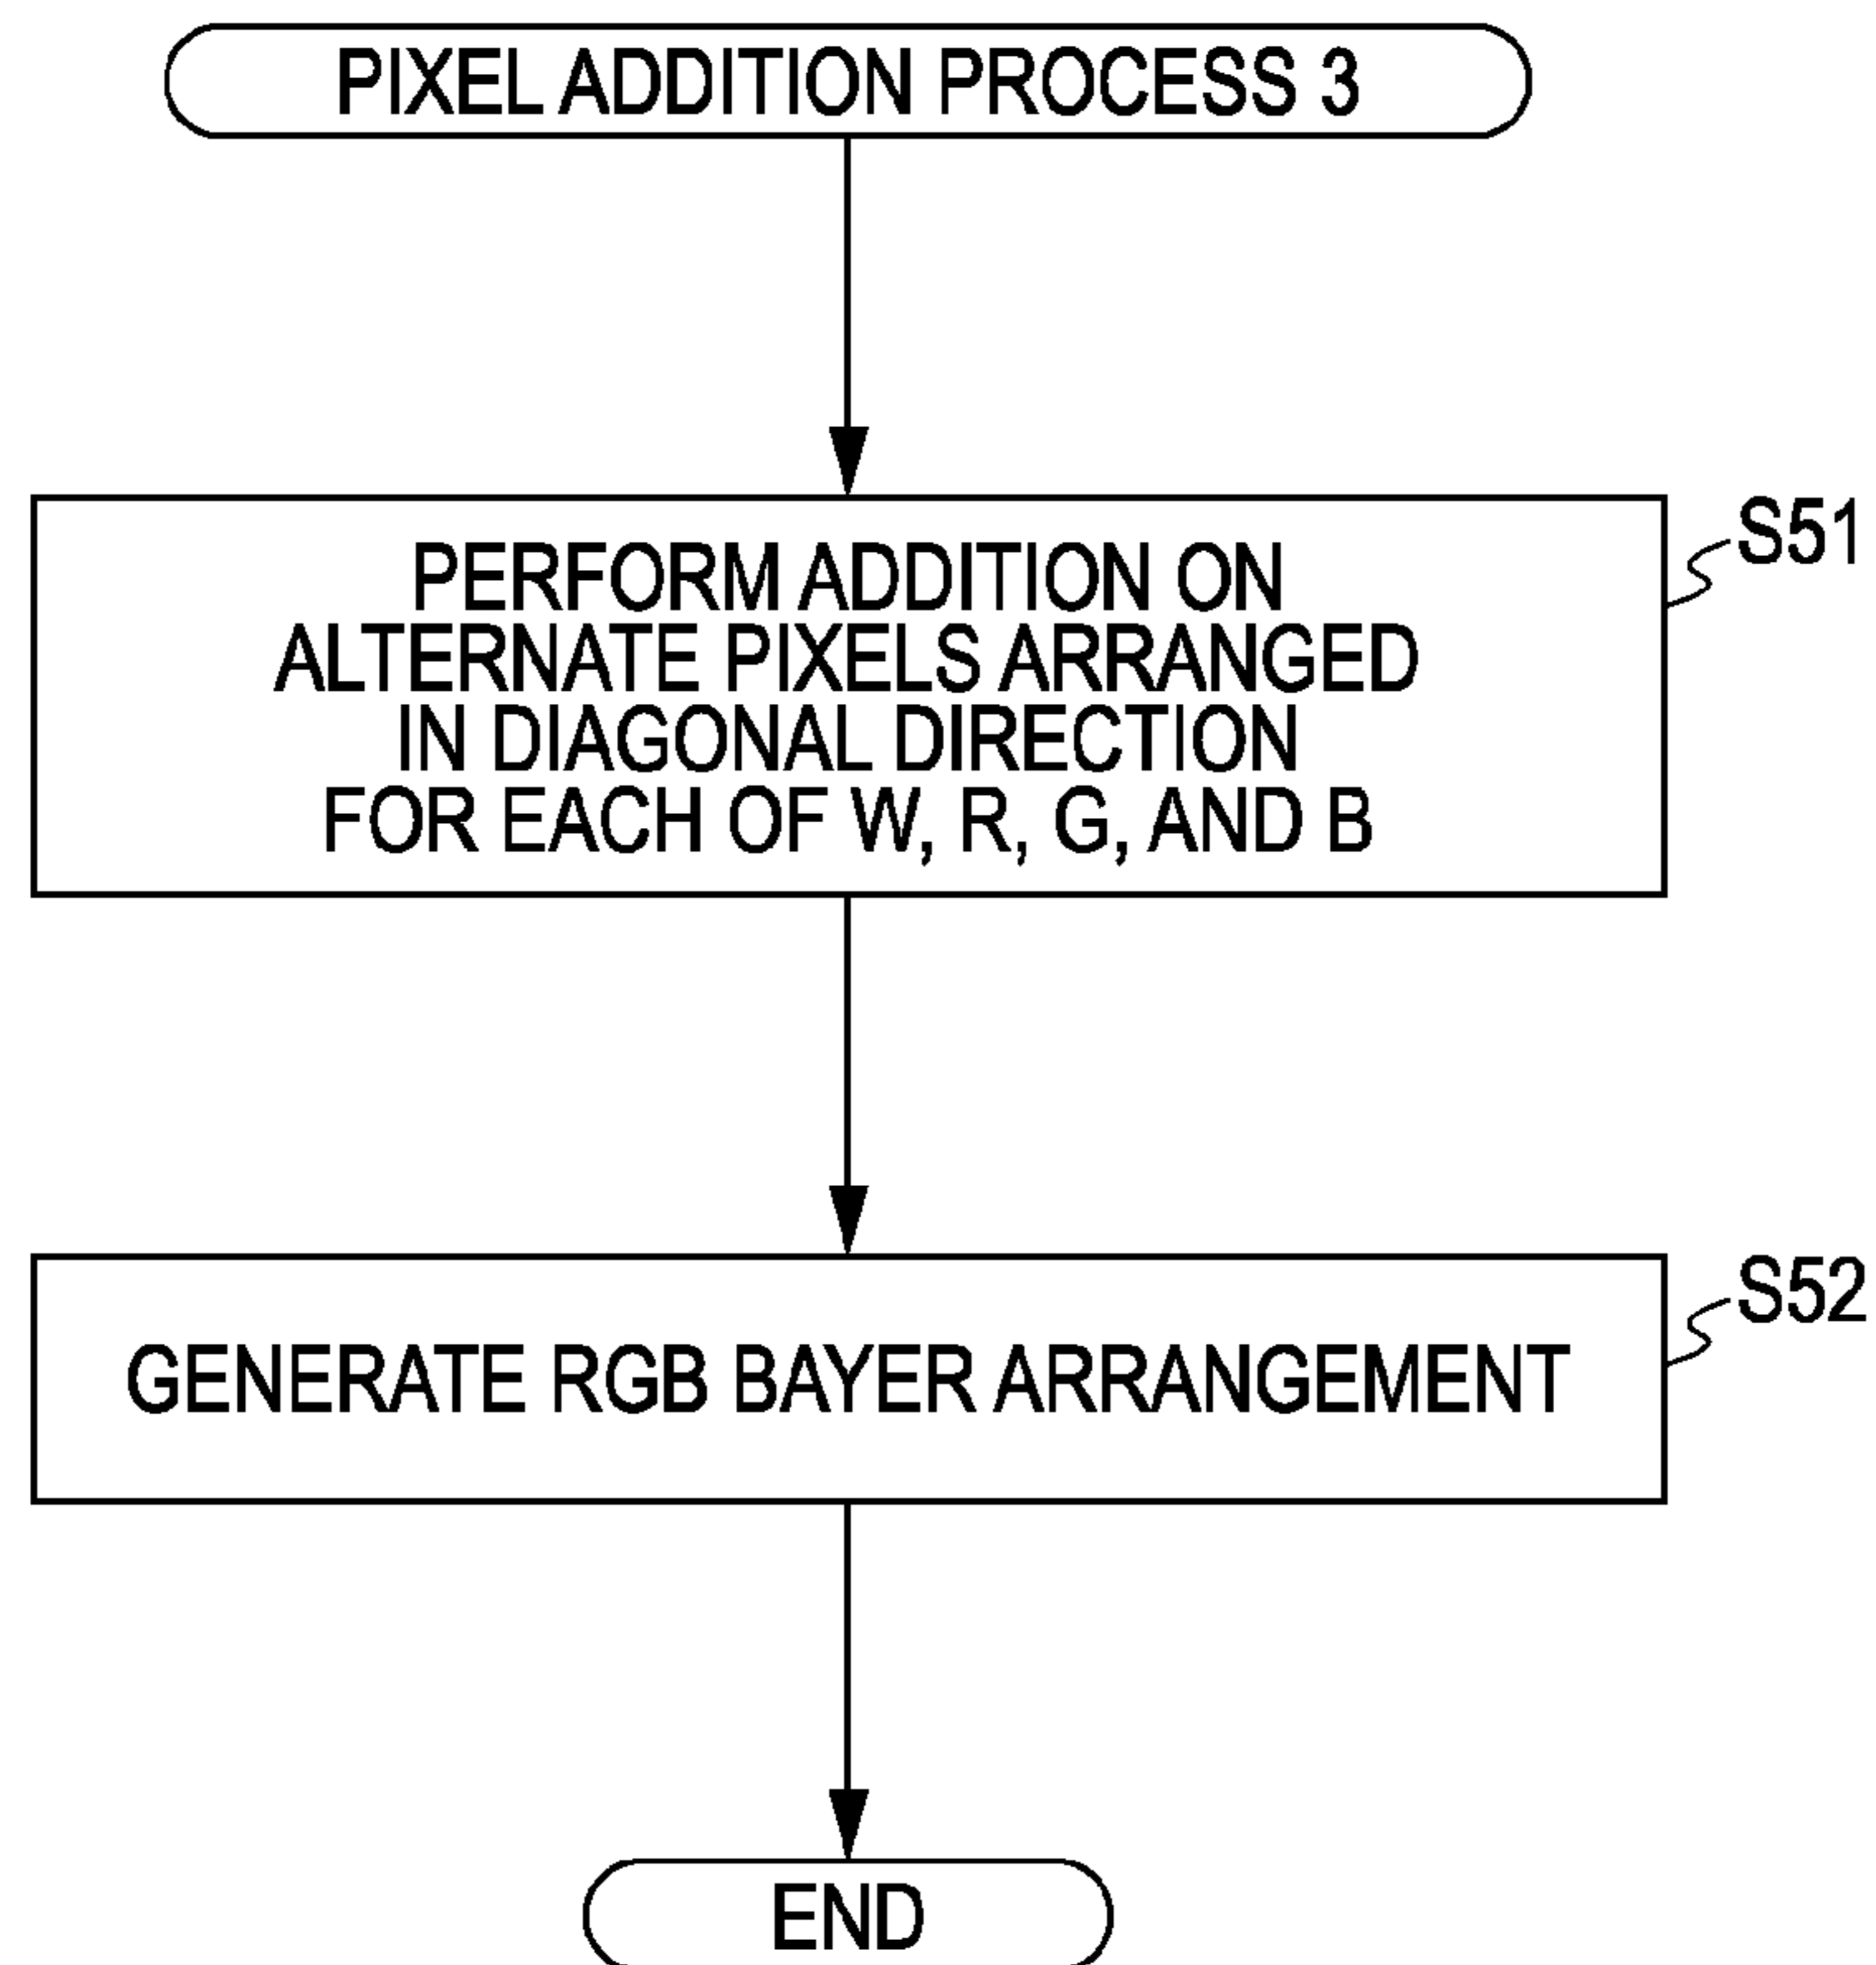 PIXEL ADDITION PROCESS 3
PERFORM ADDITION ON
ALTERNATE PIXELS ARRANGED
IN DIAGONAL DIRECTION
FOR EACH OF W, R, G, AND B
S51
GENERATE RGB BAYER ARRANGEMENT
S52
END